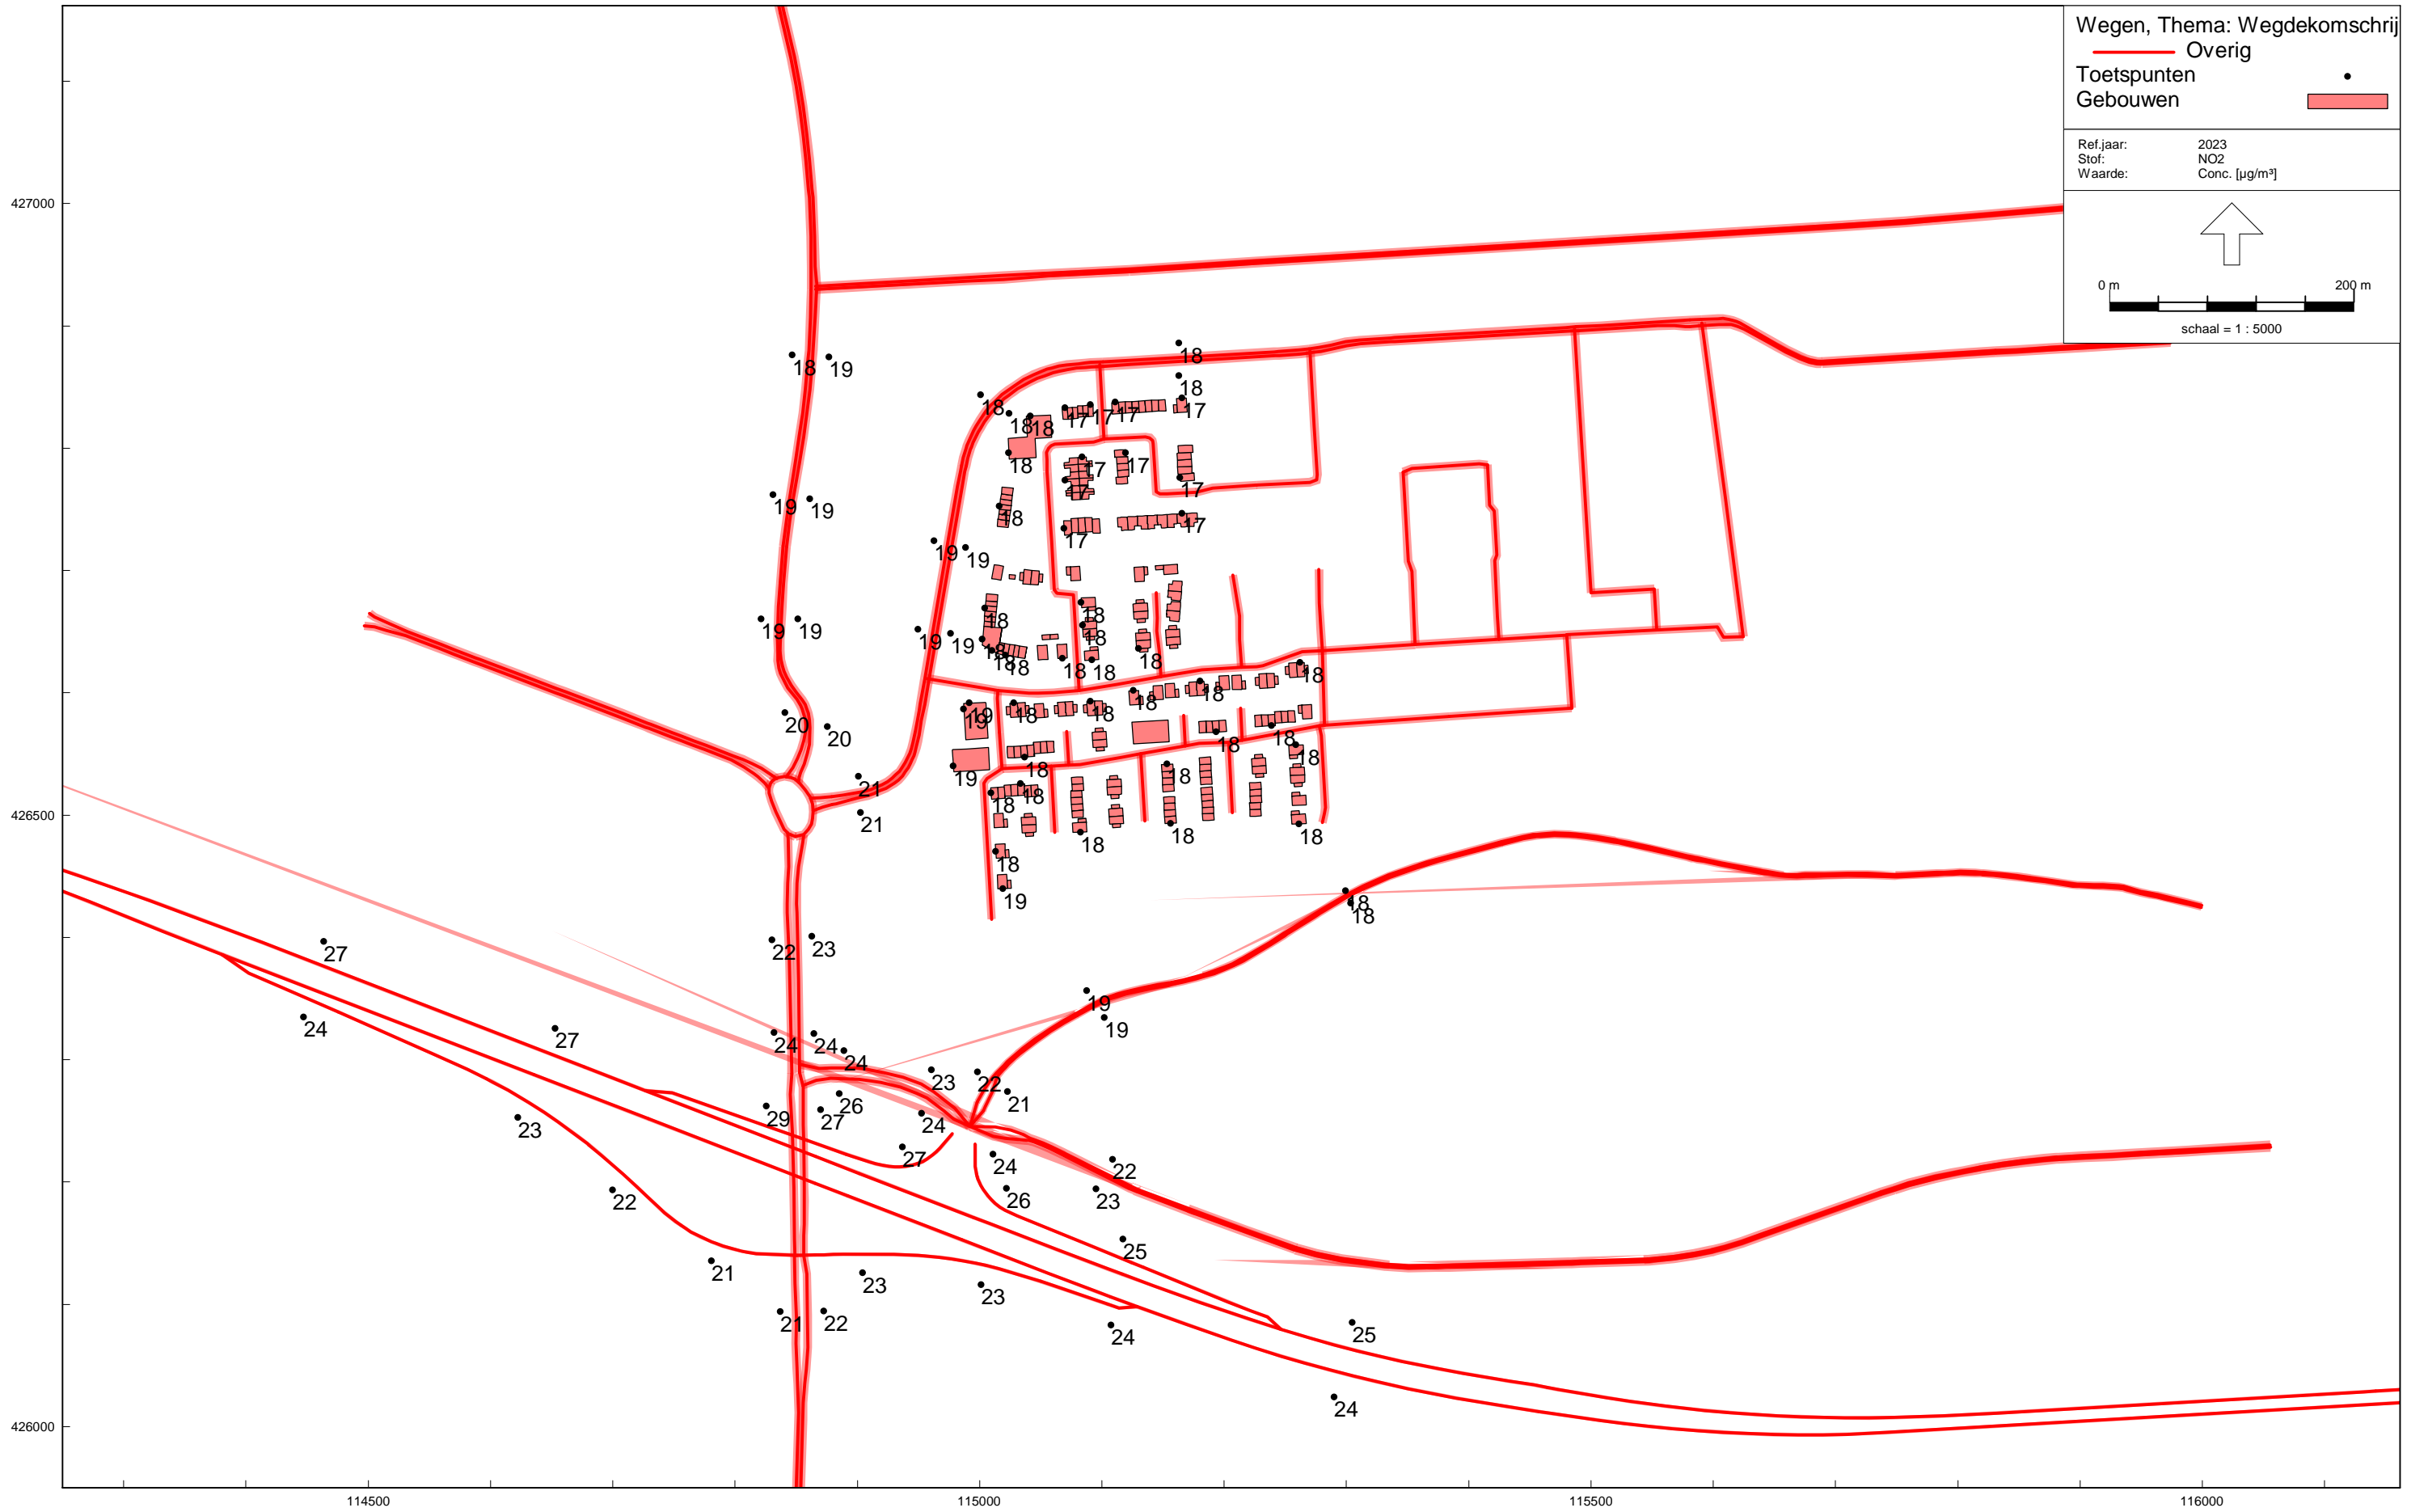 Wegen, Thema: Wegdekomschrij
Overig
Toetspunten
Gebouwen
Ref.jaar: 2023
Stof: NO2
Waarde: Conc. [µg/m³]
0 m 200 m
schaal = 1 : 5000
427000
18
18 19
18
18
18 18 17 17 17 17
18 17 17
17 17
19 19 18 17
17
19 19
18
19 19 18
19 19 18 18 18 18 18 18
18
18
19 19 18 18 18 18
20 20
18 18
18
21 19 18 18
18 18
426500
21
18 18 18
18
19
18
18
27 22 23
19
24 27 24 24 24 19
23 22
26 21
29 27
23 24
27 24 22
22 26 23
25
21 23
23
21 22 24 25
24
426000
114500 115000 115500 116000